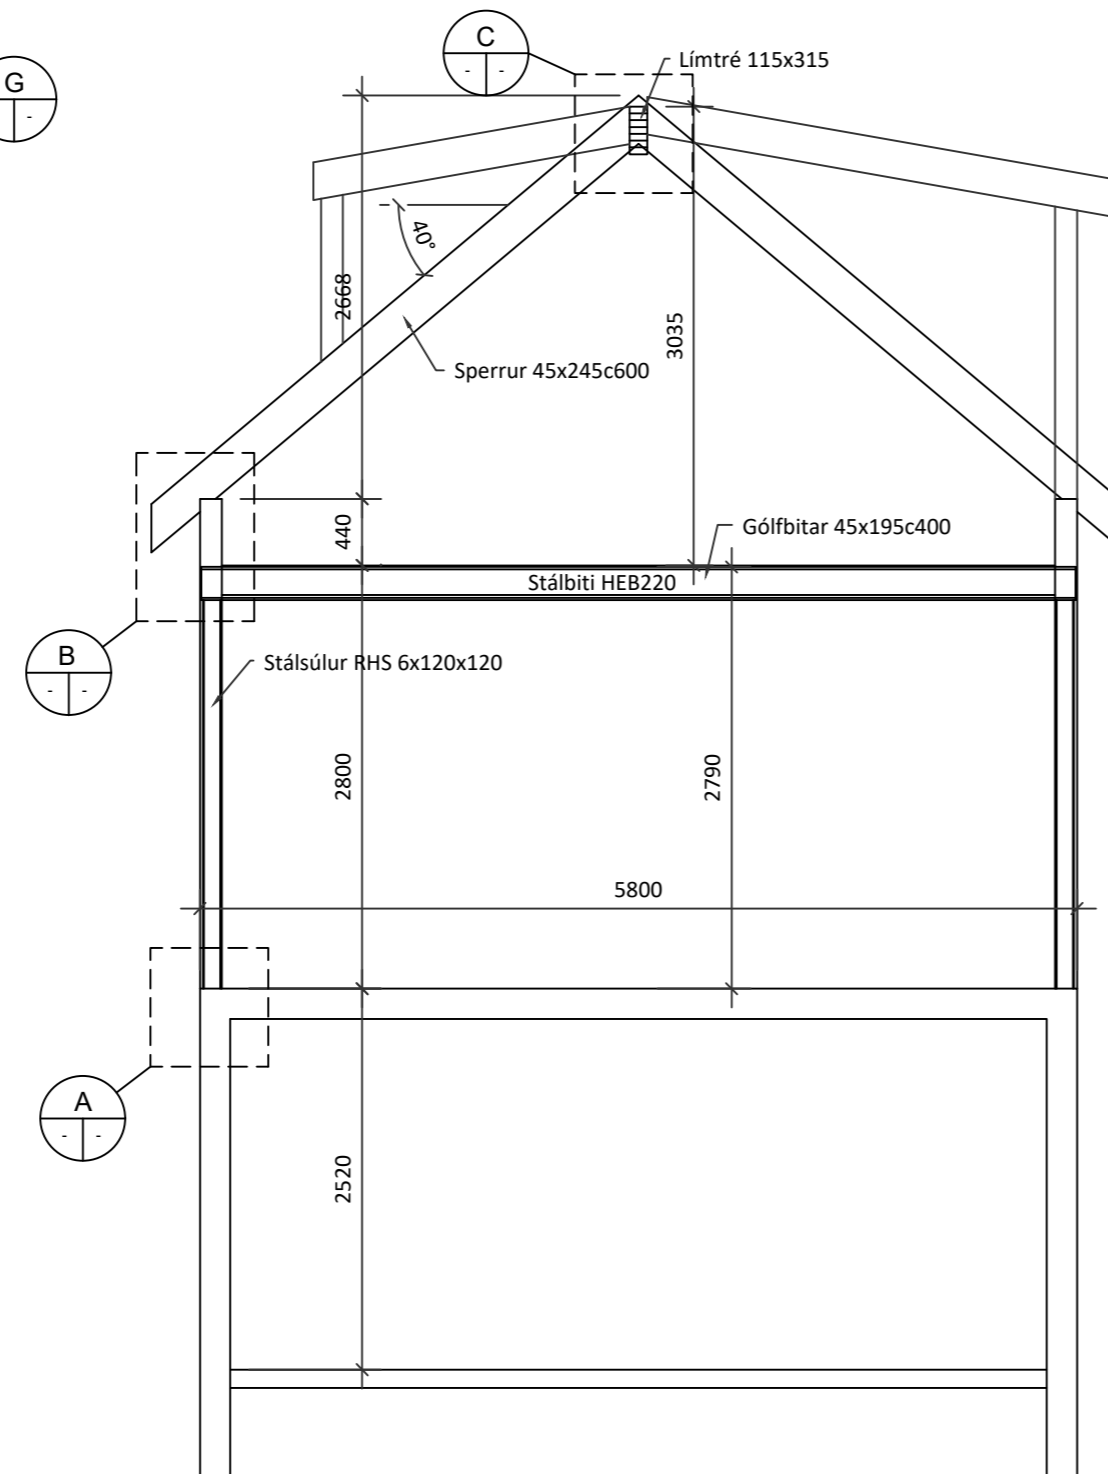 C
- -
G
-
Límtré 115x315
40°
2668
3035
Sperrur 45x245c600
440
Gólfbitar 45x195c400
Stálbiti HEB220
B
- -
Stálsúlur RHS 6x120x120
2800
2790
5800
A
- -
2520